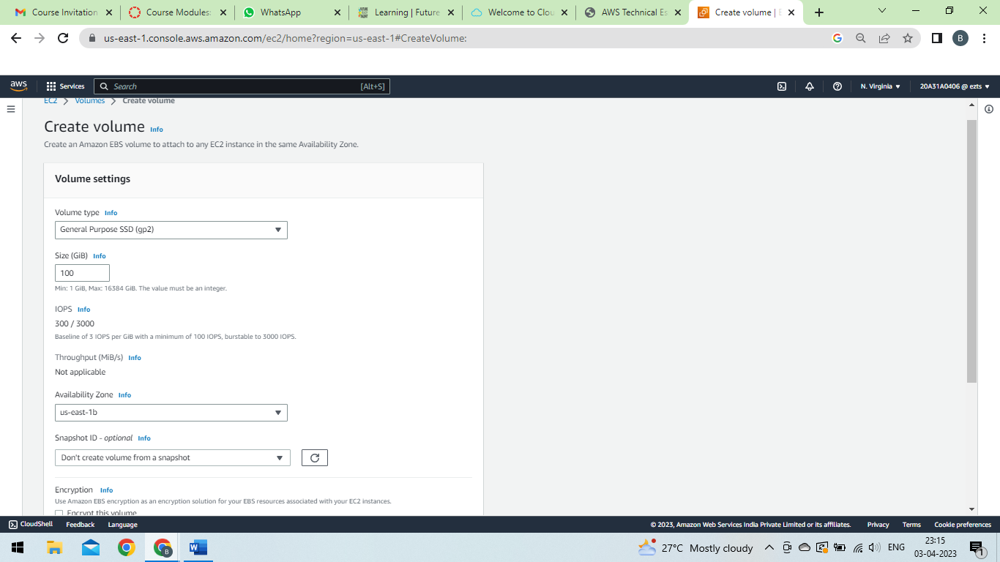 Course Invitation
Course Modules:
WhatsApp
Learning | Future
Welcome to Clou
AWS Technical Es
Create volume | E
us-east-1.console.aws.amazon.com/ec2/home?region=us-east-1#CreateVolume:
B
aws
Services
Search
[Alt+S]
N. Virginia
20A31A0406 @ ezts
EC2 > Volumes > Create volume
Create volume Info
Create an Amazon EBS volume to attach to any EC2 instance in the same Availability Zone.
Volume settings
Volume type Info
General Purpose SSD (gp2)
Size (GiB) Info
100
Min: 1 GiB, Max: 16384 GiB. The value must be an integer.
IOPS Info
300 / 3000
Baseline of 3 IOPS per GiB with a minimum of 100 IOPS, burstable to 3000 IOPS.
Throughput (MiB/s) Info
Not applicable
Availability Zone Info
us-east-1b
Snapshot ID - optional Info
Don't create volume from a snapshot
Encryption Info
Use Amazon EBS encryption as an encryption solution for your EBS resources associated with your EC2 instances.
Encrypt this volume
CloudShell Feedback Language © 2023, Amazon Web Services India Private Limited or its affiliates. Privacy Terms Cookie preferences
27°C Mostly cloudy ENG 23:15
03-04-2023
1